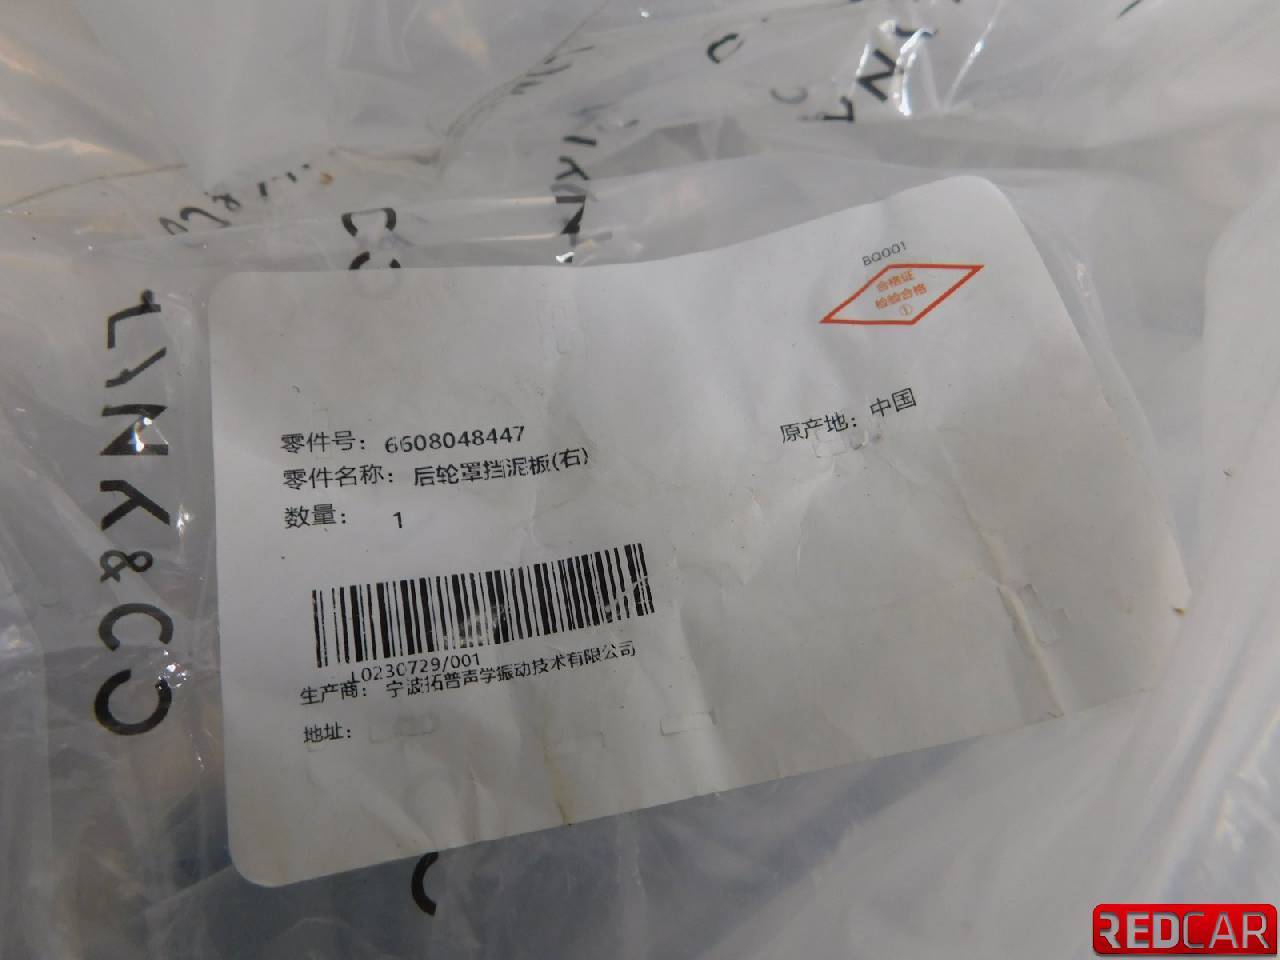 LYNK & CO
BQ001
合格证
检验合格
①
零件号： 6608048447
原产地： 中国
零件名称： 后轮罩挡泥板(右)
数量： 1
L0230729/001
生产商： 宁波拓普声学振动技术有限公司
地址：
REDCAR